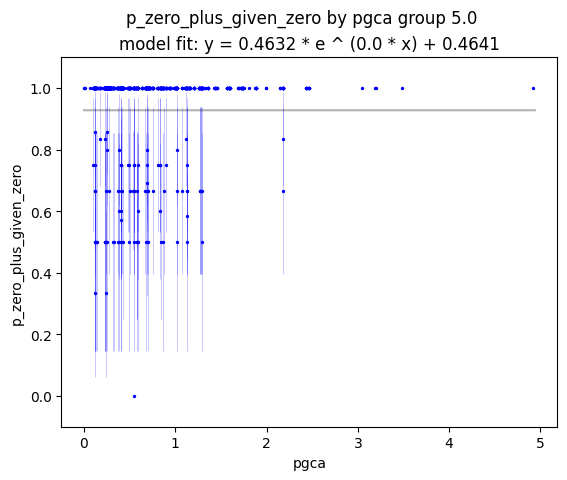 p_zero_plus_given_zero by pgca group 5.0
model fit: y = 0.4632 * e ^ (0.0 * x) + 0.4641
p_zero_plus_given_zero
1.0
0.8
0.6
0.4
0.2
0.0
0 1 2 3 4 5
pgca